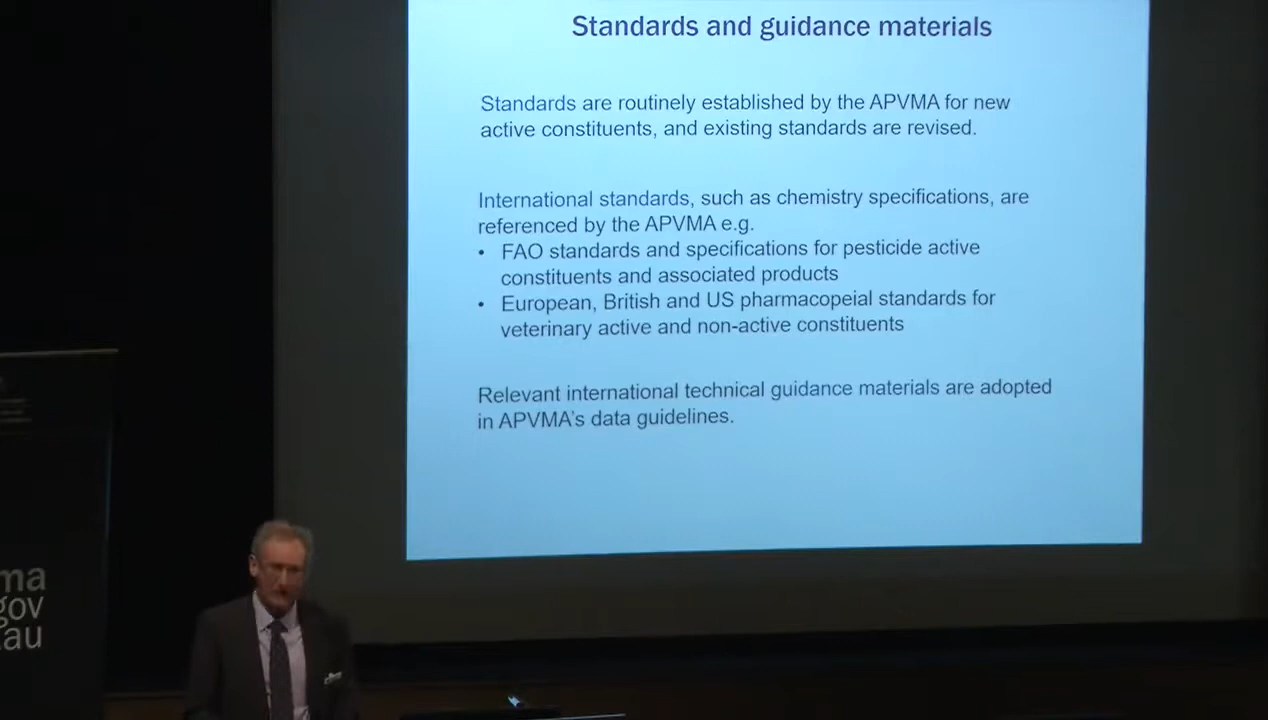 Standards and guidance materials
Standards are routinely established by the APVMA for new
active constituents, and existing standards are revised.
International standards, such as chemistry specifications, are
referenced by the APVMA e.g.
• FAO standards and specifications for pesticide active
constituents and associated products
• European, British and US pharmacopeial standards for
veterinary active and non-active constituents
Relevant international technical guidance materials are adopted
in APVMA's data guidelines.
ma
gov
.au